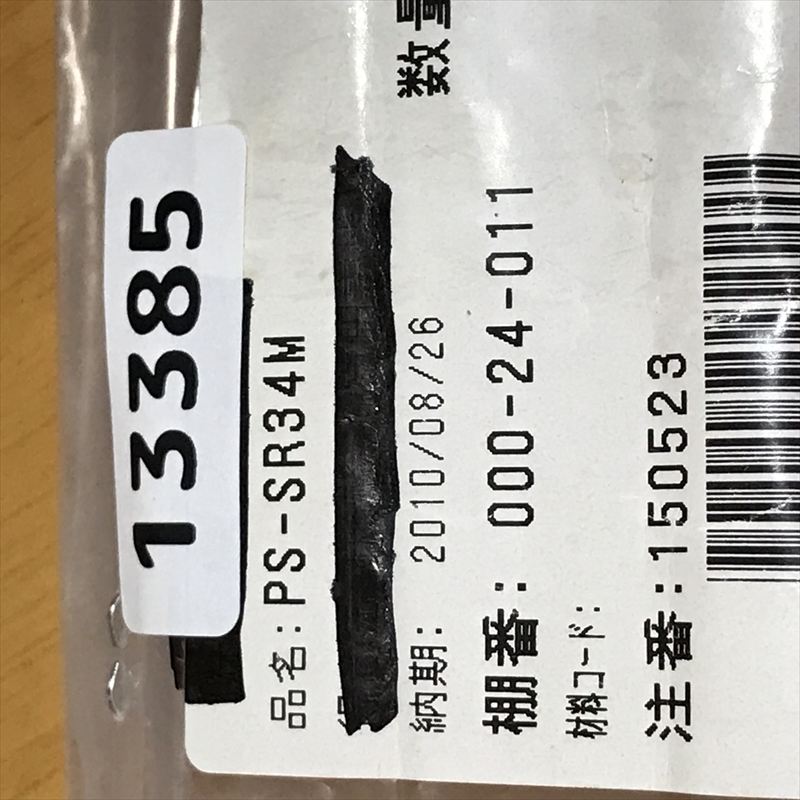 13385
品名:PS-SR34M
納期: 2010/08/26
棚番: 000-24-011
材料コード:
注番:150523
数量